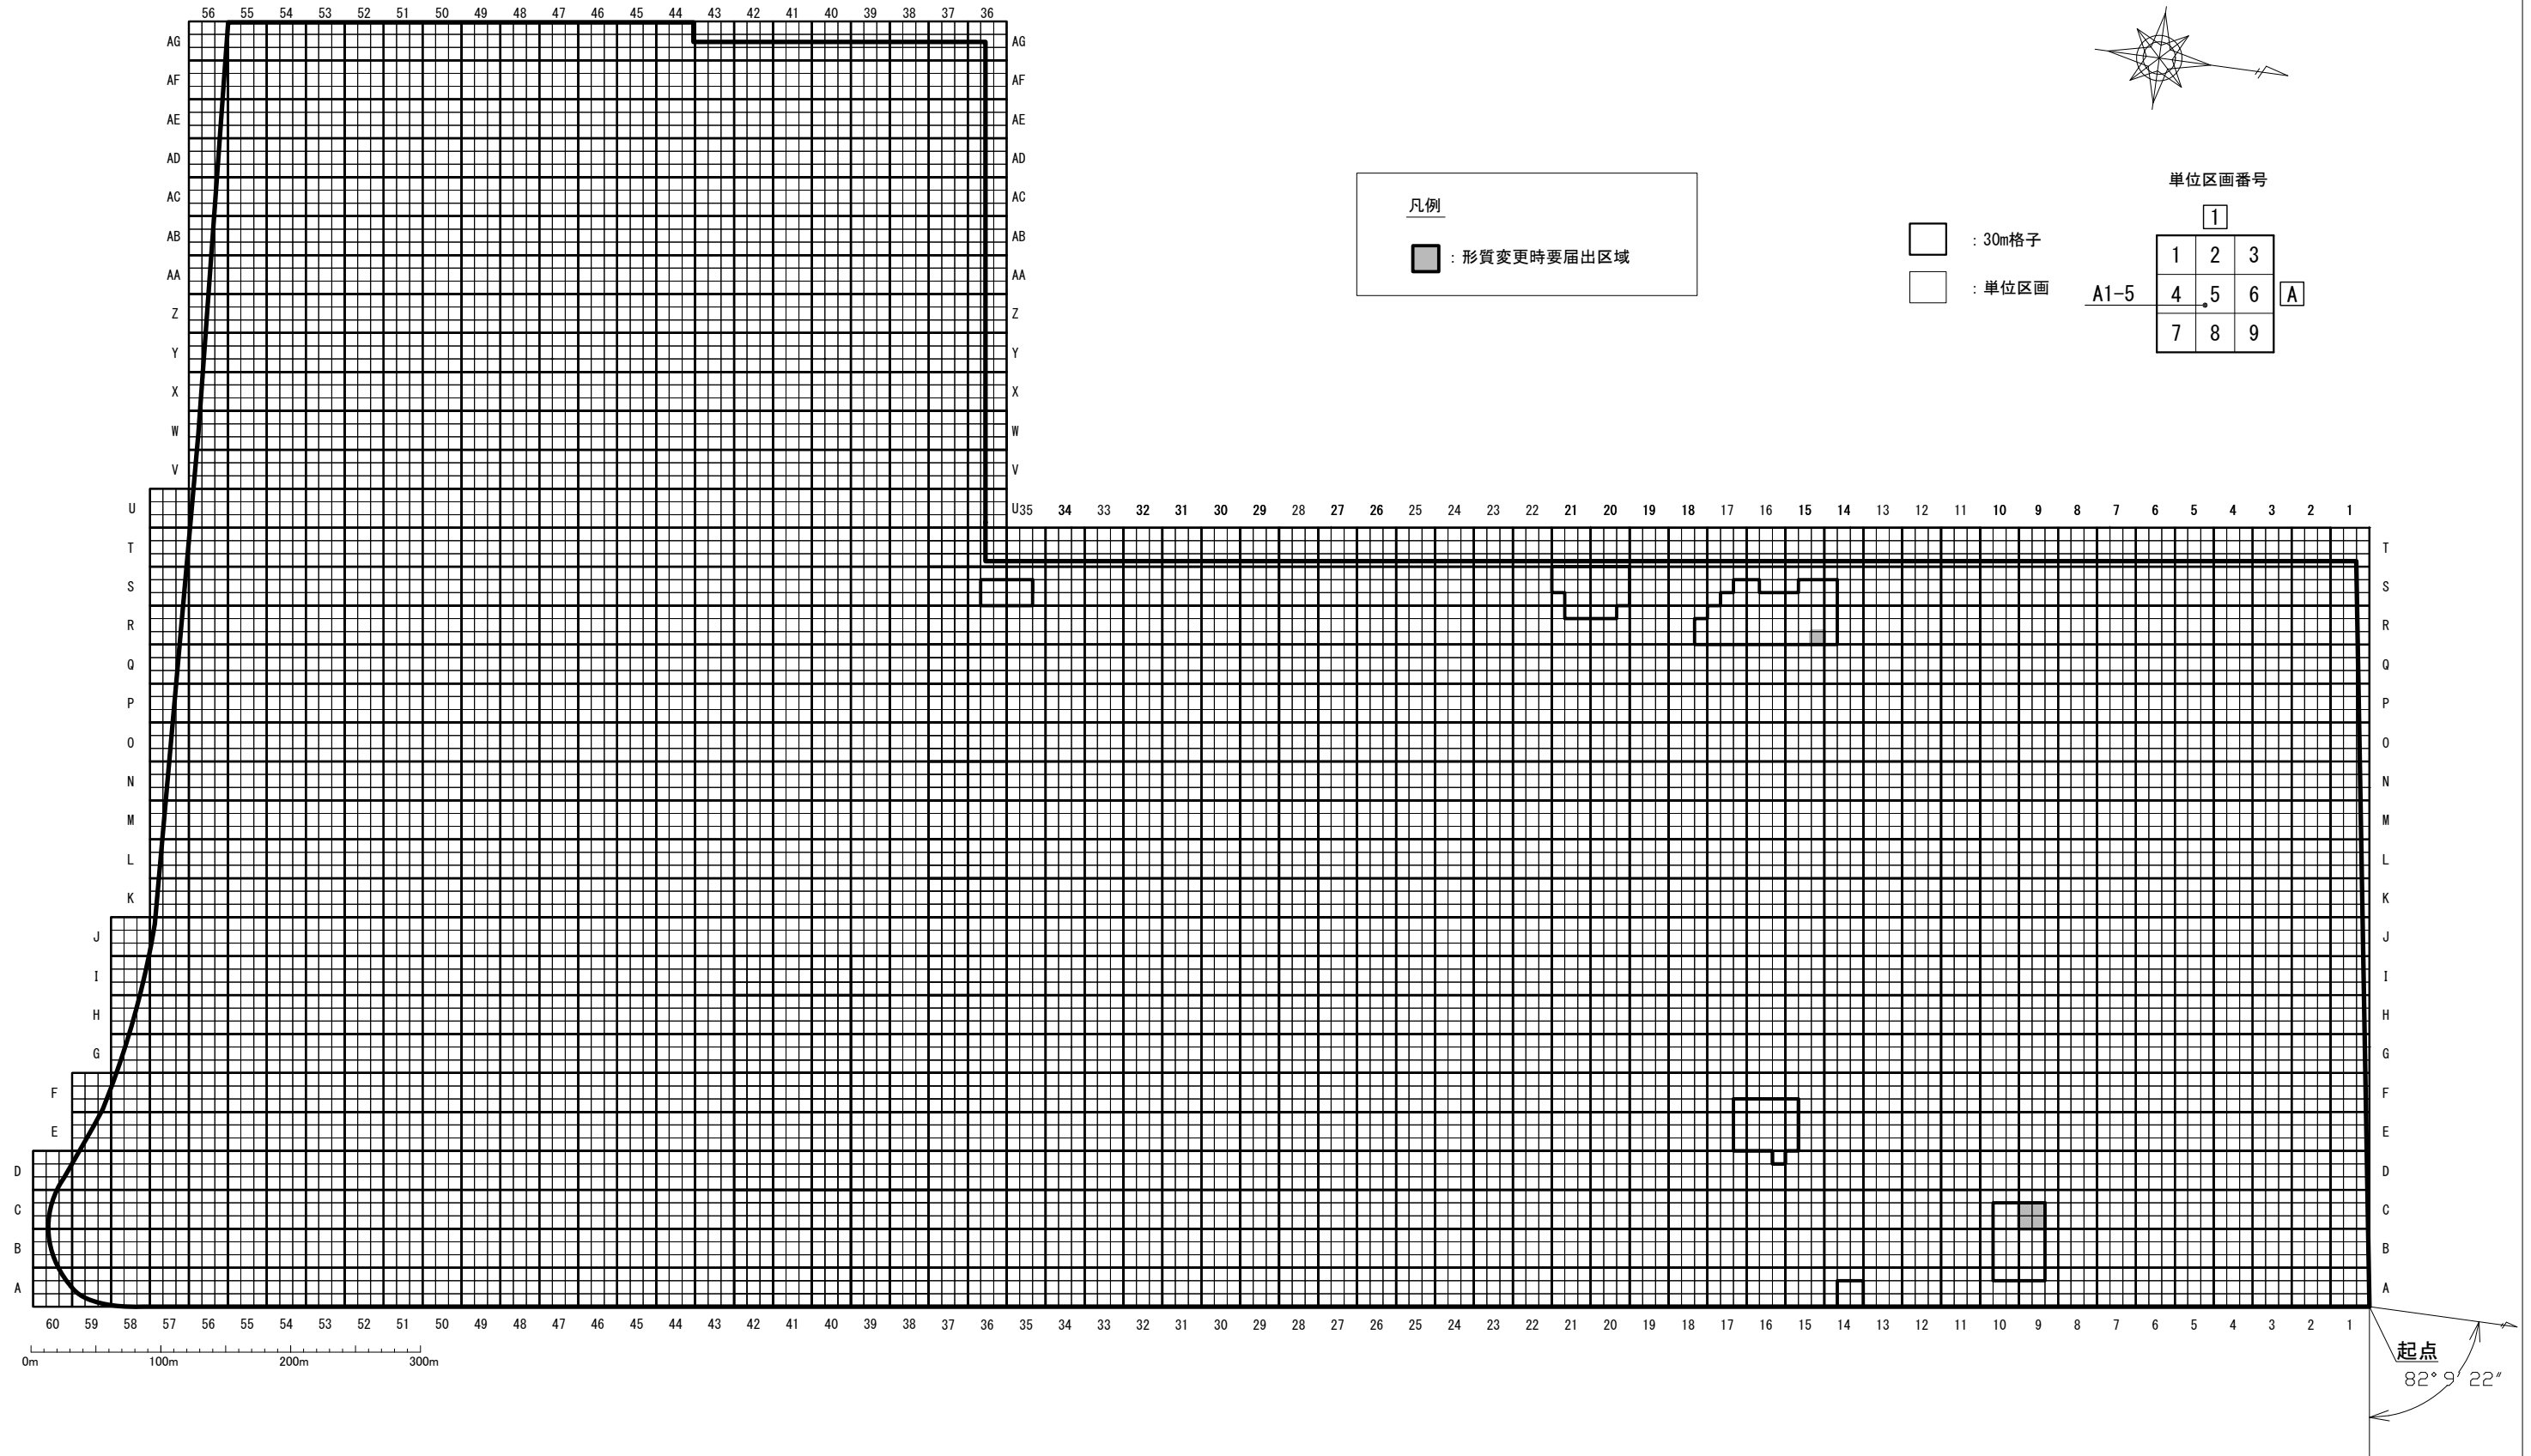 56 55 54 53 52 51 50 49 48 47 46 45 44 43 42 41 40 39 38 37 36
AG AG
AF AF
AE AE
AD AD
AC AC
AB AB
AA AA
Z Z
Y Y
X X
W W
V V
U U 35 34 33 32 31 30 29 28 27 26 25 24 23 22 21 20 19 18 17 16 15 14 13 12 11 10 9 8 7 6 5 4 3 2 1
T T
S S
R R
Q Q
P P
O O
N N
M M
L L
K K
J J
I I
H H
G G
F F
E E
D D
C C
B B
A A
60 59 58 57 56 55 54 53 52 51 50 49 48 47 46 45 44 43 42 41 40 39 38 37 36 35 34 33 32 31 30 29 28 27 26 25 24 23 22 21 20 19 18 17 16 15 14 13 12 11 10 9 8 7 6 5 4 3 2 1
0m 100m 200m 300m
凡例
：形質変更時要届出区域
：30m格子
：単位区画
単位区画番号
1
1 2 3
A1-5 4 5 6 A
7 8 9
起点
82°9′22″